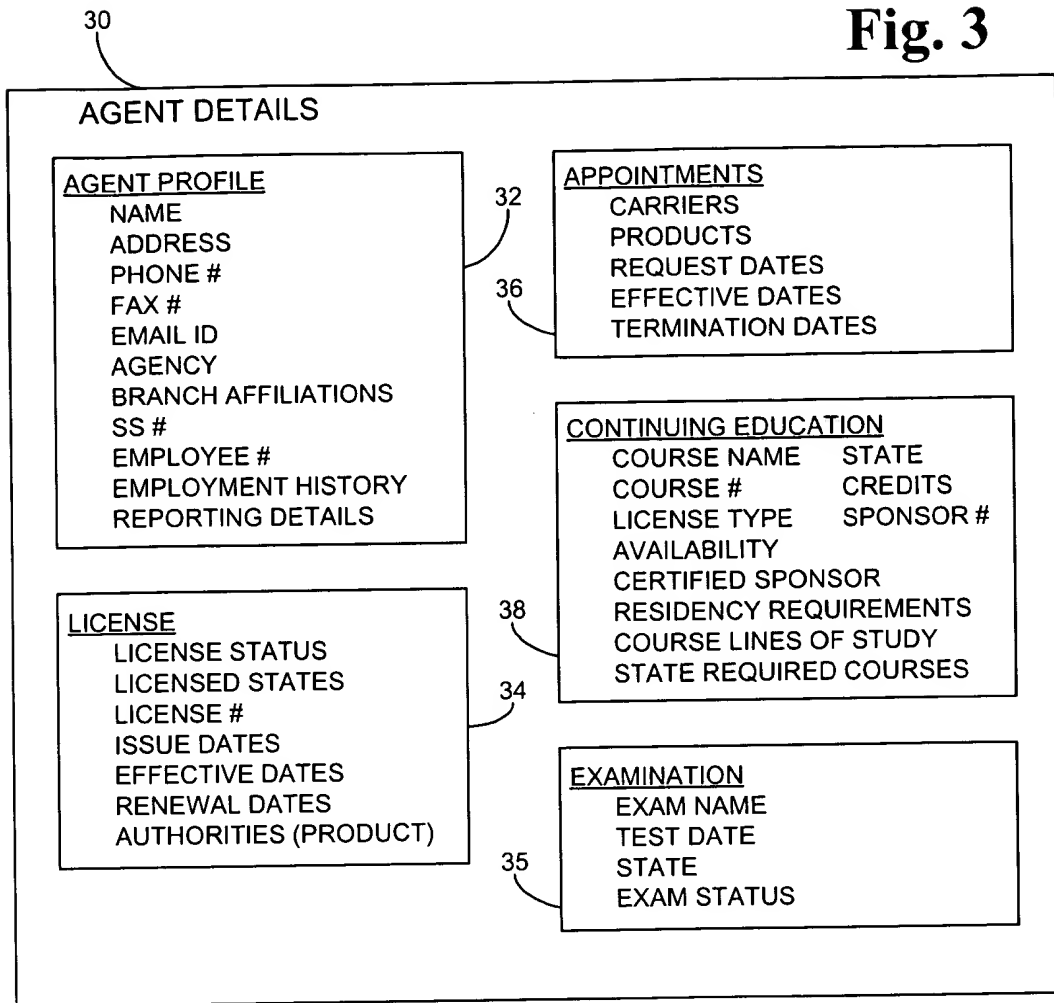 30
Fig. 3
AGENT DETAILS
AGENT PROFILE
NAME
ADDRESS
PHONE #
FAX #
EMAIL ID
AGENCY
BRANCH AFFILIATIONS
SS #
EMPLOYEE #
EMPLOYMENT HISTORY
REPORTING DETAILS
32
LICENSE
LICENSE STATUS
LICENSED STATES
LICENSE #
ISSUE DATES
EFFECTIVE DATES
RENEWAL DATES
AUTHORITIES (PRODUCT)
34
APPOINTMENTS
CARRIERS
PRODUCTS
REQUEST DATES
EFFECTIVE DATES
TERMINATION DATES
36
CONTINUING EDUCATION
COURSE NAME STATE
COURSE # CREDITS
LICENSE TYPE SPONSOR #
AVAILABILITY
CERTIFIED SPONSOR
RESIDENCY REQUIREMENTS
COURSE LINES OF STUDY
STATE REQUIRED COURSES
38
EXAMINATION
EXAM NAME
TEST DATE
STATE
EXAM STATUS
35